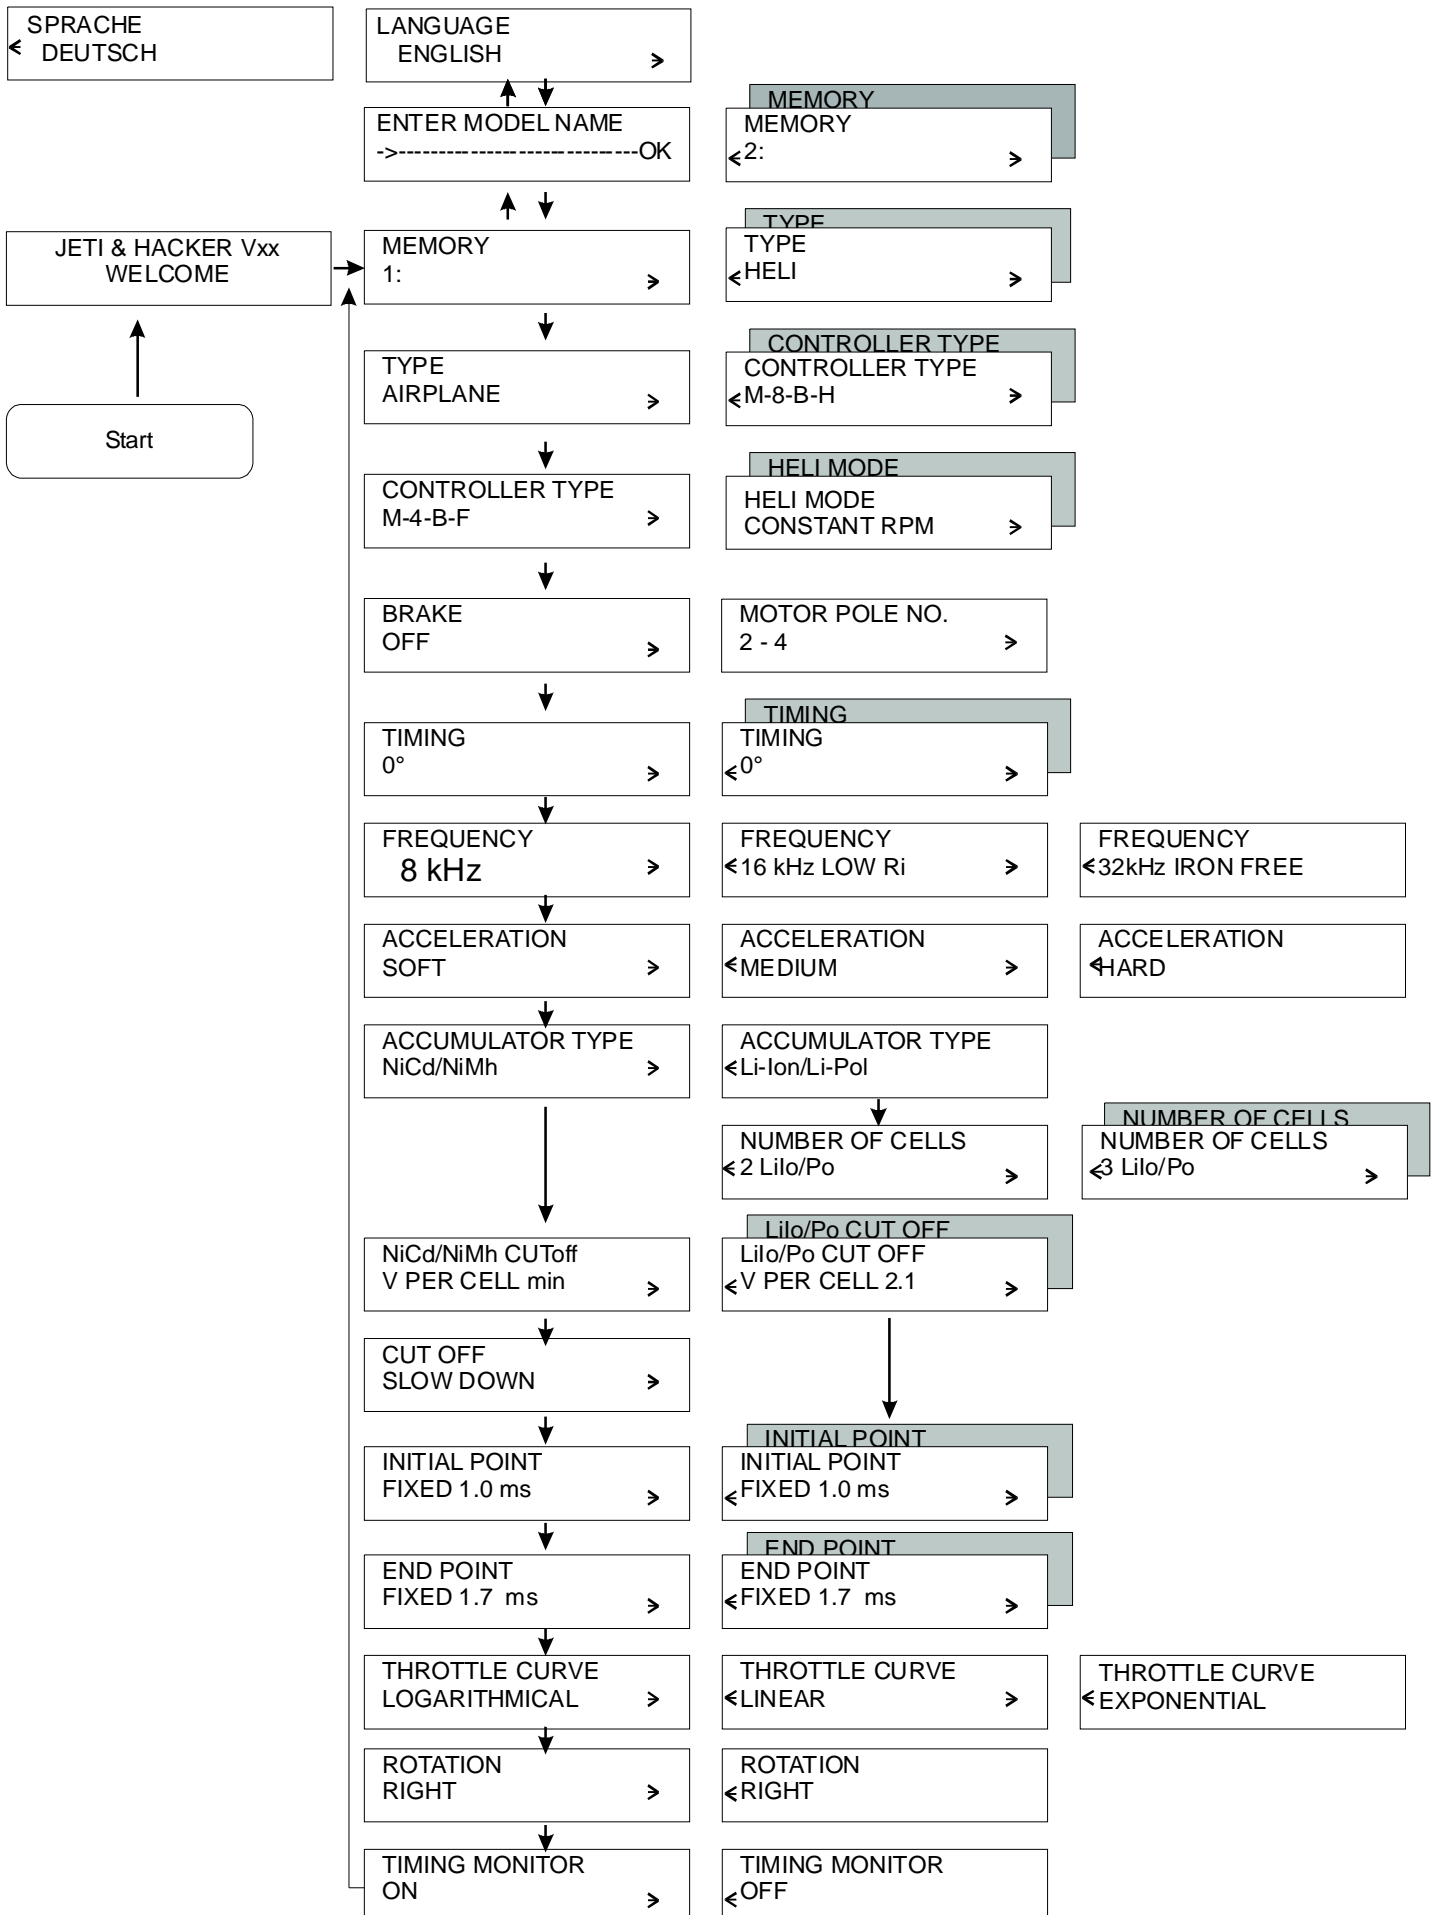 SPRACHE
DEUTSCH
LANGUAGE
ENGLISH
ENTER MODEL NAME
->------------------------------OK
MEMORY
MEMORY
2:
JETI & HACKER Vxx
WELCOME
MEMORY
1:
TYPE
TYPE
HELI
Start
TYPE
AIRPLANE
CONTROLLER TYPE
CONTROLLER TYPE
M-8-B-H
CONTROLLER TYPE
M-4-B-F
HELI MODE
HELI MODE
CONSTANT RPM
BRAKE
OFF
MOTOR POLE NO.
2 - 4
TIMING
0°
TIMING
TIMING
0°
FREQUENCY
8 kHz
FREQUENCY
16 kHz LOW Ri
FREQUENCY
32kHz IRON FREE
ACCELERATION
SOFT
ACCELERATION
MEDIUM
ACCELERATION
HARD
ACCUMULATOR TYPE
NiCd/NiMh
ACCUMULATOR TYPE
Li-Ion/Li-Pol
NUMBER OF CELLS
2 LiIo/Po
NUMBER OF CELLS
NUMBER OF CELLS
3 LiIo/Po
NiCd/NiMh CUToff
V PER CELL min
LiIo/Po CUT OFF
LiIo/Po CUT OFF
V PER CELL 2.1
CUT OFF
SLOW DOWN
INITIAL POINT
FIXED 1.0 ms
INITIAL POINT
INITIAL POINT
FIXED 1.0 ms
END POINT
FIXED 1.7 ms
END POINT
END POINT
FIXED 1.7 ms
THROTTLE CURVE
LOGARITHMICAL
THROTTLE CURVE
LINEAR
THROTTLE CURVE
EXPONENTIAL
ROTATION
RIGHT
ROTATION
RIGHT
TIMING MONITOR
ON
TIMING MONITOR
OFF